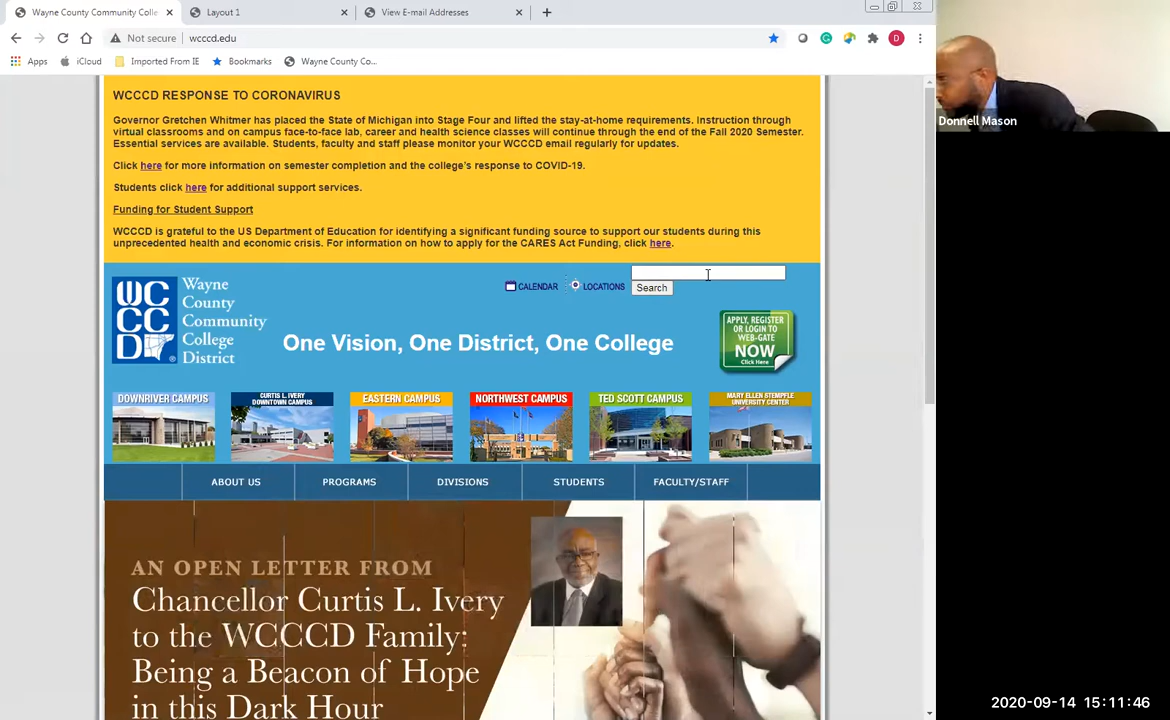 Wayne County Community Colle
Layout 1
View E-mail Addresses
Not secure | wcccd.edu
Apps
iCloud
Imported From IE
Bookmarks
Wayne County Co...
D
WCCCD RESPONSE TO CORONAVIRUS
Governor Gretchen Whitmer has placed the State of Michigan into Stage Four and lifted the stay-at-home requirements. Instruction through
virtual classrooms and on campus face-to-face lab, career and health science classes will continue through the end of the Fall 2020 Semester.
Essential services are available. Students, faculty and staff please monitor your WCCCD email regularly for updates.
Click here for more information on semester completion and the college's response to COVID-19.
Students click here for additional support services.
Funding for Student Support
WCCCD is grateful to the US Department of Education for identifying a significant funding source to support our students during this
unprecedented health and economic crisis. For information on how to apply for the CARES Act Funding, click here.
CALENDAR
LOCATIONS
Search
WC
CC
D
Wayne
County
Community
College
District
One Vision, One District, One College
APPLY, REGISTER
OR LOGIN TO
WEB-GATE
NOW
Click Here
DOWNRIVER CAMPUS
CURTIS L. IVERY
DOWNTOWN CAMPUS
EASTERN CAMPUS
NORTHWEST CAMPUS
TED SCOTT CAMPUS
MARY ELLEN STEMPFLE
UNIVERSITY CENTER
ABOUT US
PROGRAMS
DIVISIONS
STUDENTS
FACULTY/STAFF
AN OPEN LETTER FROM
Chancellor Curtis L. Ivery
to the WCCCD Family:
Being a Beacon of Hope
in this Dark Hour
Donnell Mason
2020-09-14 15:11:46